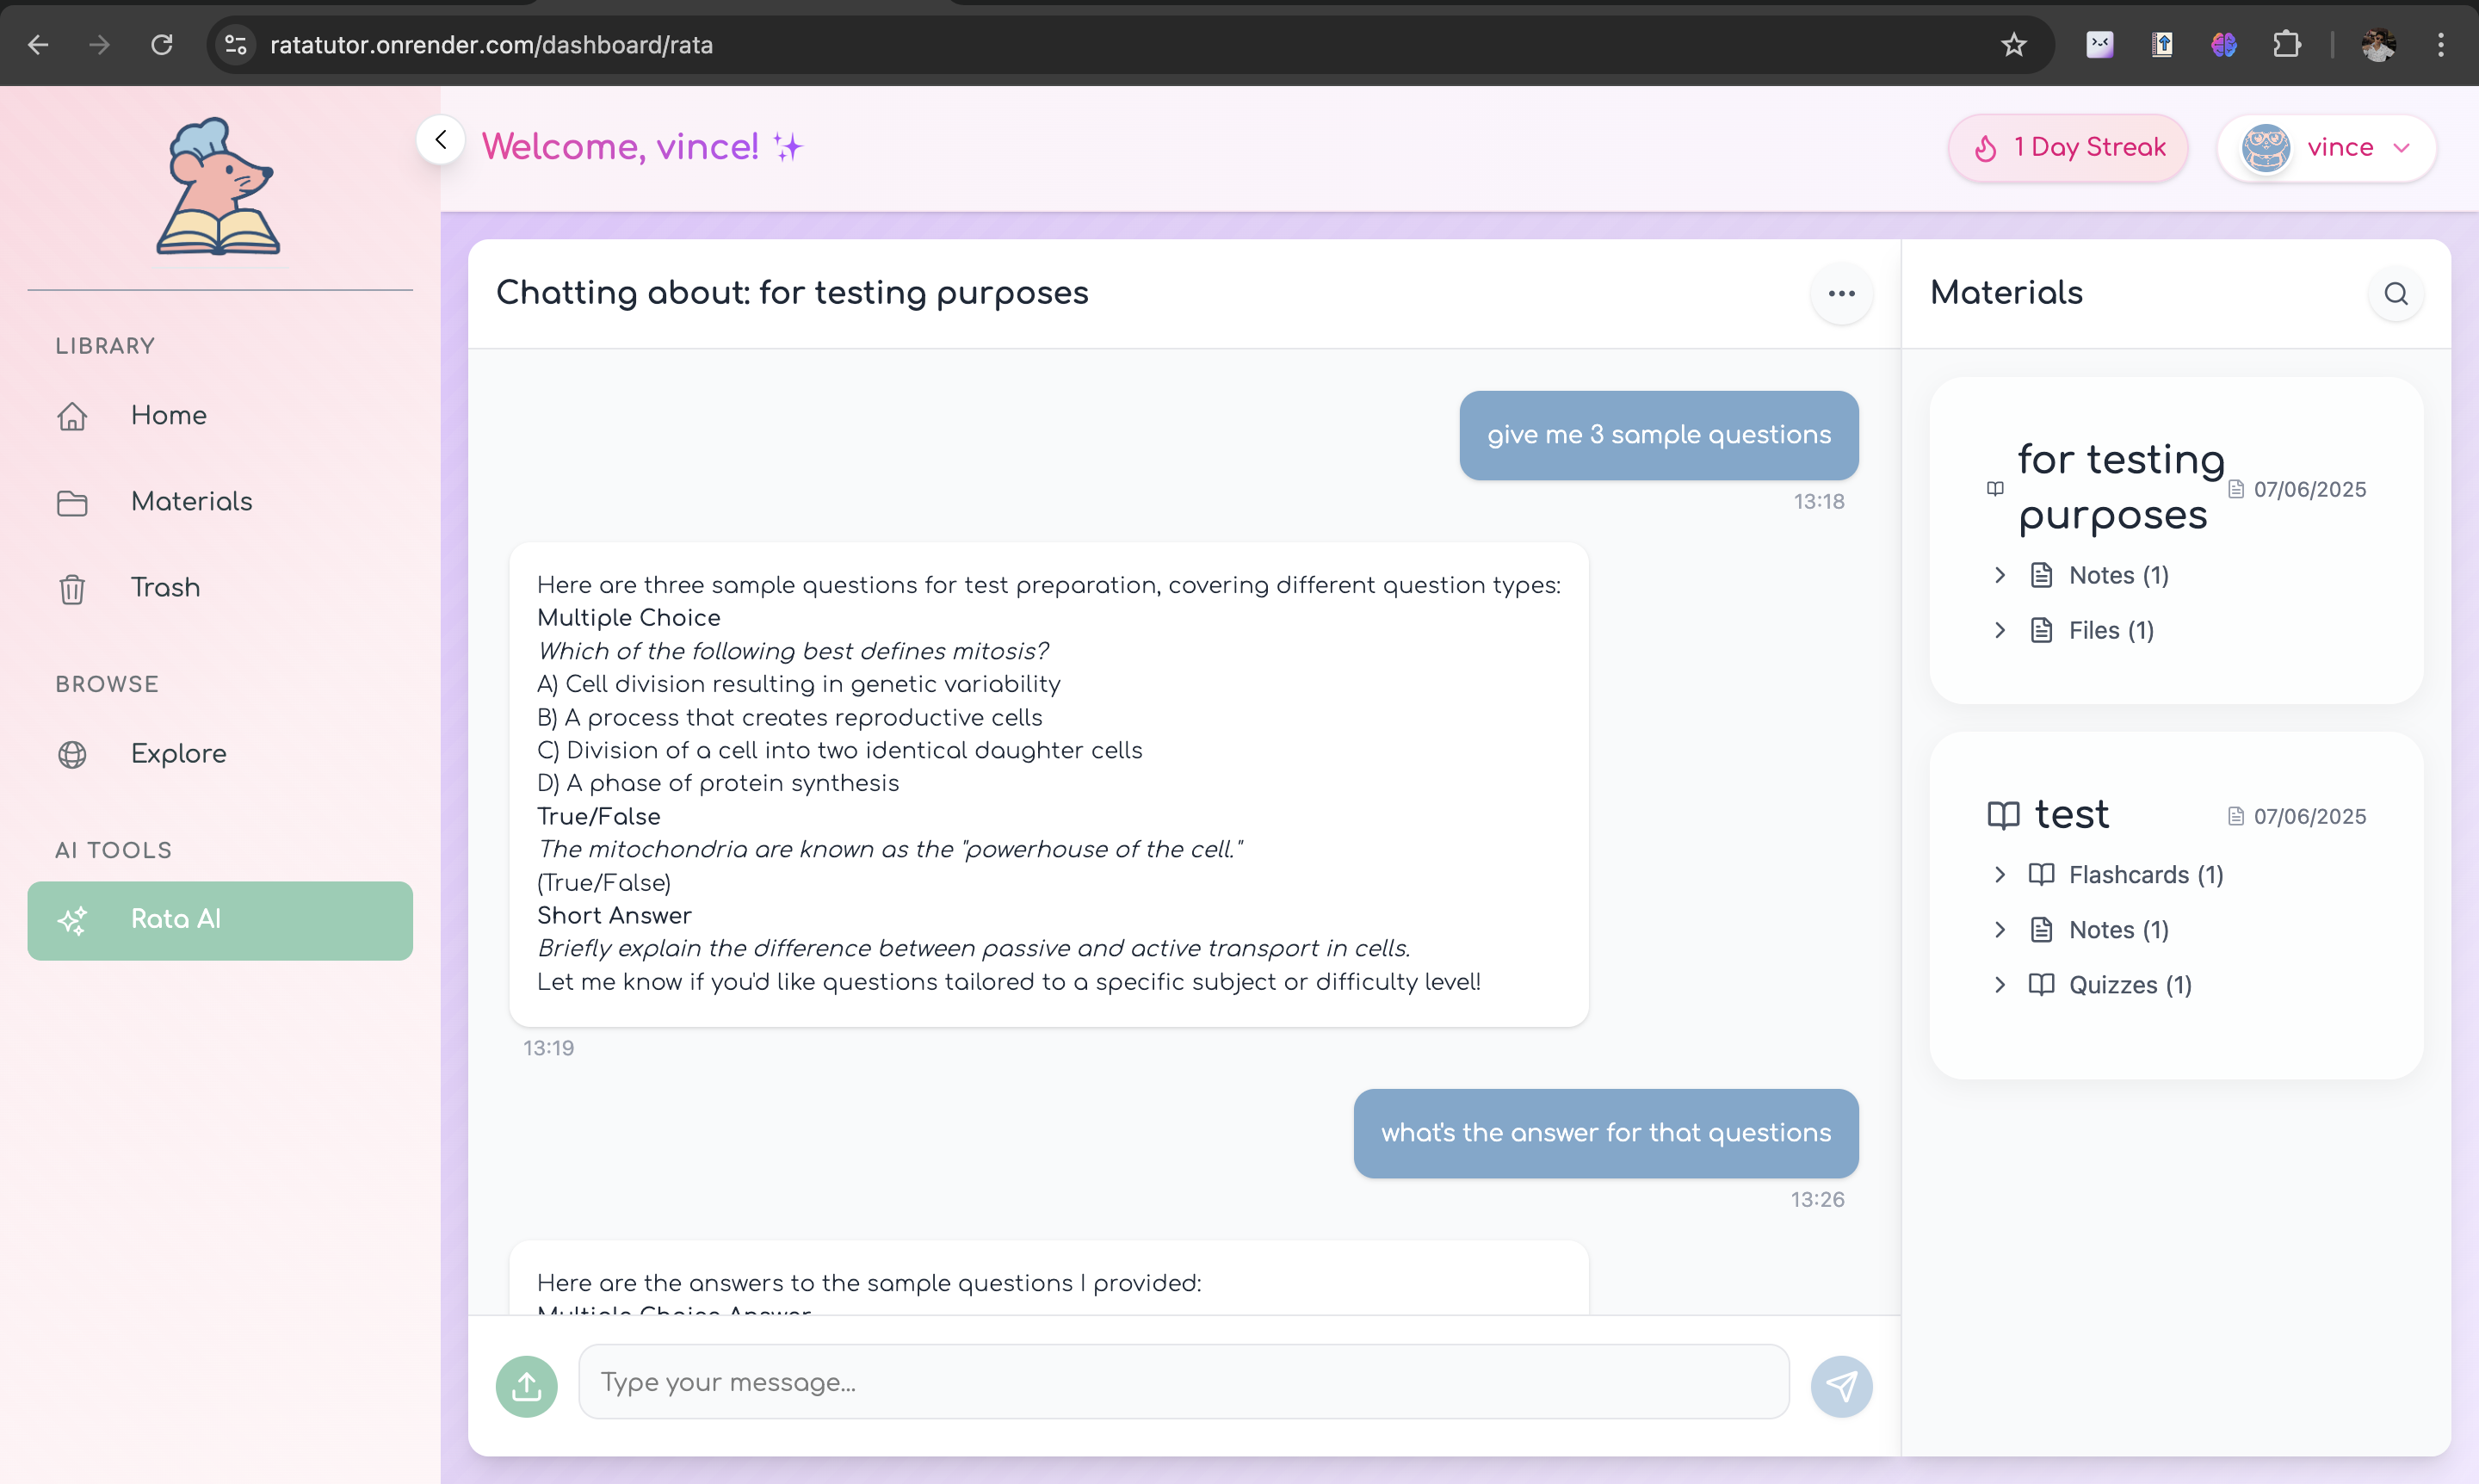 ratatutor.onrender.com/dashboard/rata
Welcome, vince!
1 Day Streak
vince
LIBRARY
Home
Materials
Trash
BROWSE
Explore
AI TOOLS
Rata AI
Chatting about: for testing purposes
give me 3 sample questions
13:18
Here are three sample questions for test preparation, covering different question types:
Multiple Choice
Which of the following best defines mitosis?
A) Cell division resulting in genetic variability
B) A process that creates reproductive cells
C) Division of a cell into two identical daughter cells
D) A phase of protein synthesis
True/False
The mitochondria are known as the "powerhouse of the cell."
(True/False)
Short Answer
Briefly explain the difference between passive and active transport in cells.
Let me know if you'd like questions tailored to a specific subject or difficulty level!
13:19
what's the answer for that questions
13:26
Here are the answers to the sample questions I provided:
Multiple Choice Answer
Type your message...
Materials
for testing
purposes
07/06/2025
Notes (1)
Files (1)
test
07/06/2025
Flashcards (1)
Notes (1)
Quizzes (1)